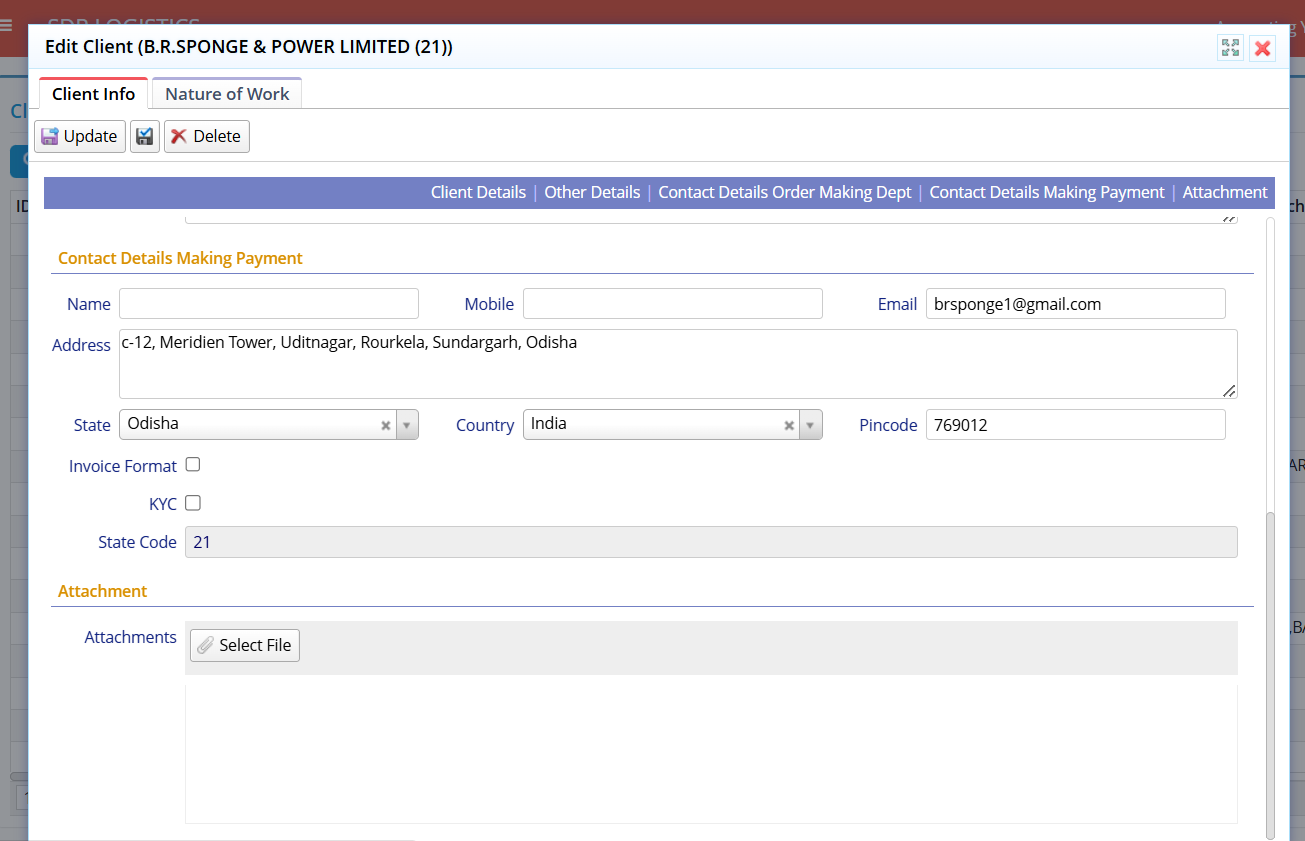 SDB LOGISTICS
Edit Client (B.R.SPONGE & POWER LIMITED (21))
Client Info Nature of Work
Update Delete
Client Details | Other Details | Contact Details Order Making Dept | Contact Details Making Payment | Attachment
Contact Details Making Payment
Name Mobile Email brsponge1@gmail.com
Address c-12, Meridien Tower, Uditnagar, Rourkela, Sundargarh, Odisha
State Odisha Country India Pincode 769012
Invoice Format
KYC
State Code 21
Attachment
Attachments Select File